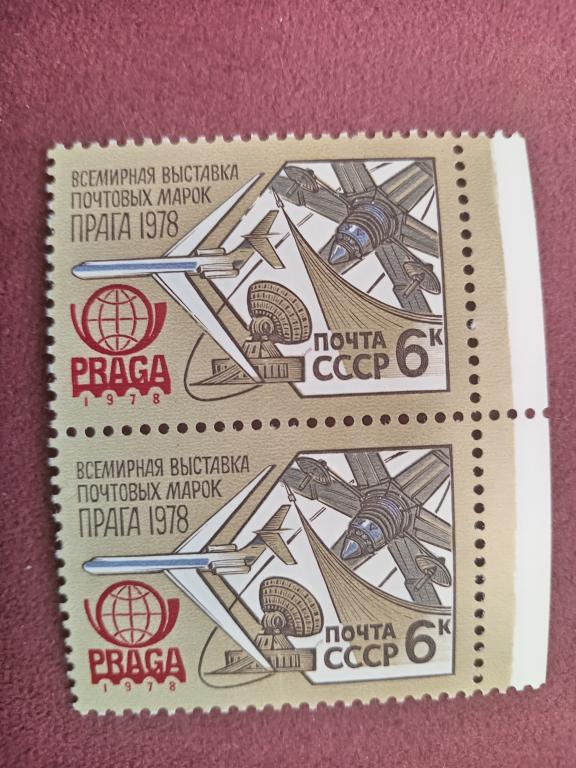 ВСЕМИРНАЯ ВЫСТАВКА
ПОЧТОВЫХ МАРОК
ПРАГА 1978
PRAGA
1978
ПОЧТА
СССР 6К
ВСЕМИРНАЯ ВЫСТАВКА
ПОЧТОВЫХ МАРОК
ПРАГА 1978
PRAGA
1978
ПОЧТА
СССР 6К